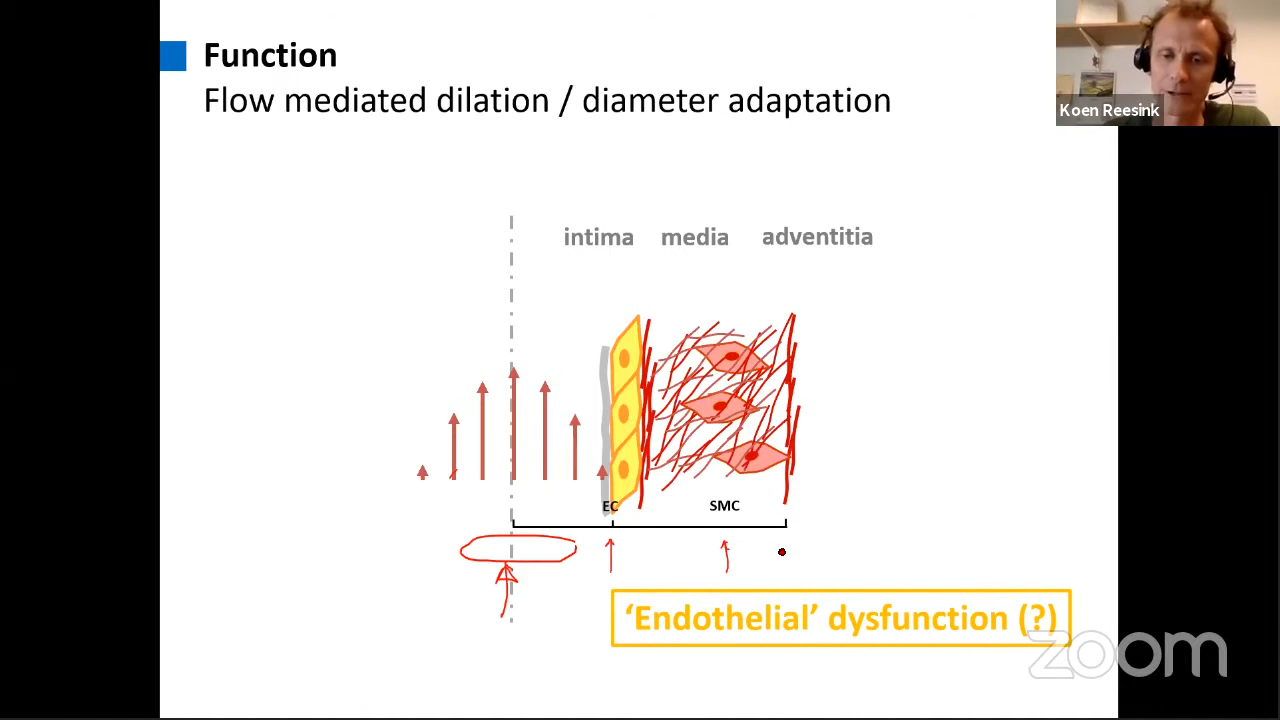 Function
Flow mediated dilation / diameter adaptation
Koen Reesink
intima media adventitia
EC SMC
'Endothelial' dysfunction (?)
zoom